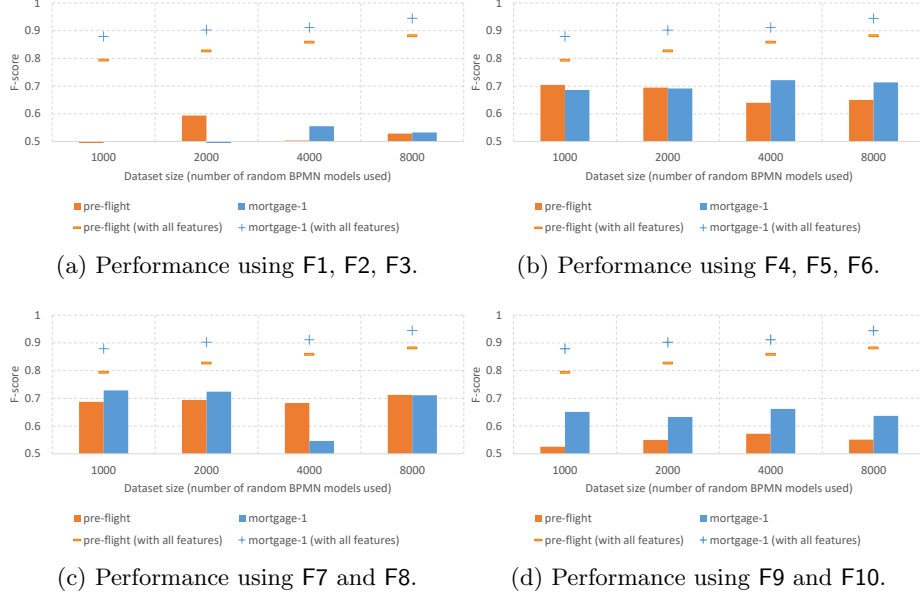 1
0.9
0.8
0.7
0.6
0.5
F-score
1000 2000 4000 8000
Dataset size (number of random BPMN models used)
pre-flight mortgage-1
pre-flight (with all features) mortgage-1 (with all features)
(a) Performance using F1, F2, F3.
1
0.9
0.8
0.7
0.6
0.5
F-score
1000 2000 4000 8000
Dataset size (number of random BPMN models used)
pre-flight mortgage-1
pre-flight (with all features) mortgage-1 (with all features)
(b) Performance using F4, F5, F6.
1
0.9
0.8
0.7
0.6
0.5
F-score
1000 2000 4000 8000
Dataset size (number of random BPMN models used)
pre-flight mortgage-1
pre-flight (with all features) mortgage-1 (with all features)
(c) Performance using F7 and F8.
1
0.9
0.8
0.7
0.6
0.5
F-score
1000 2000 4000 8000
Dataset size (number of random BPMN models used)
pre-flight mortgage-1
pre-flight (with all features) mortgage-1 (with all features)
(d) Performance using F9 and F10.